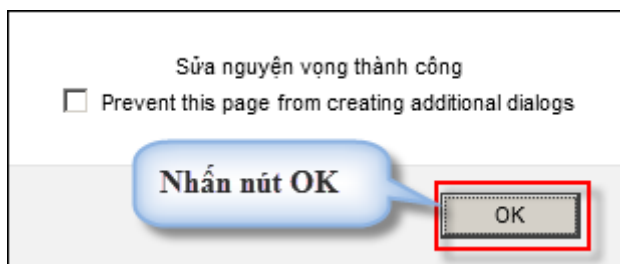 Sửa nguyện vọng thành công
Prevent this page from creating additional dialogs
Nhấn nút OK
OK